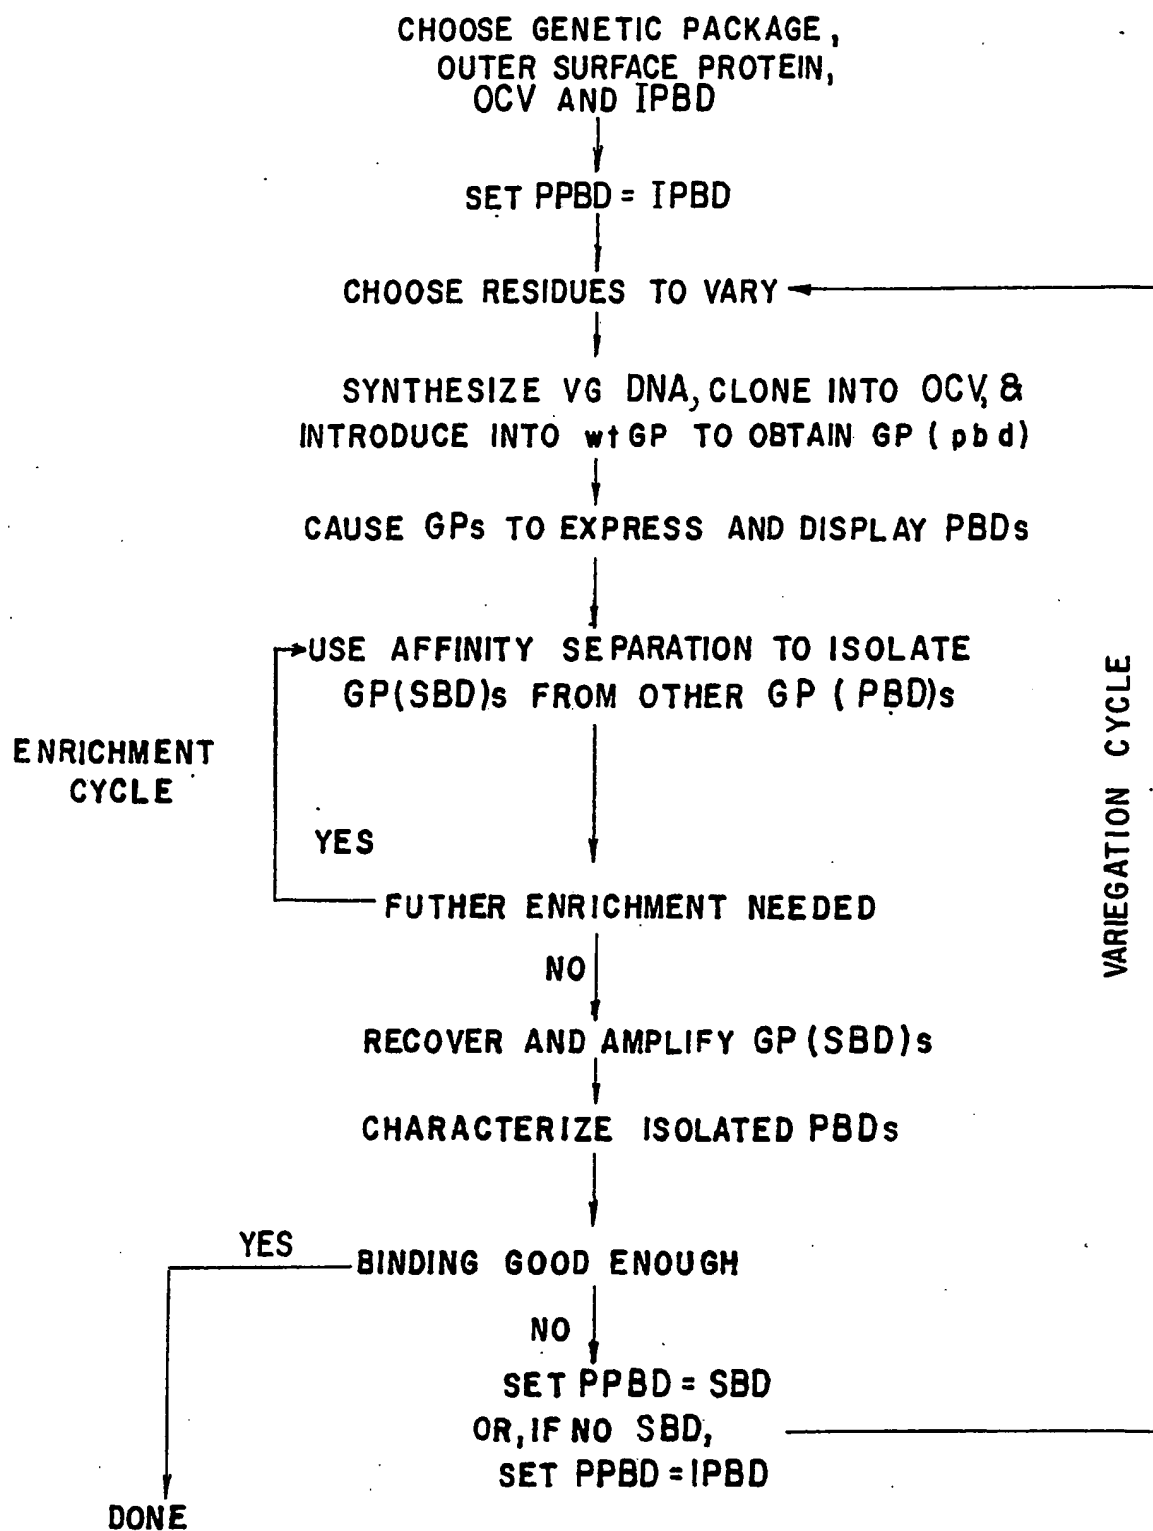 CHOOSE GENETIC PACKAGE,
OUTER SURFACE PROTEIN,
OCV AND IPBD
SET PPBD = IPBD
CHOOSE RESIDUES TO VARY
SYNTHESIZE VG DNA, CLONE INTO OCV, &
INTRODUCE INTO wtGP TO OBTAIN GP (pbd)
CAUSE GPs TO EXPRESS AND DISPLAY PBDs
USE AFFINITY SEPARATION TO ISOLATE
GP(SBD)s FROM OTHER GP (PBD)s
ENRICHMENT
CYCLE
VARIEGATION CYCLE
YES
FUTHER ENRICHMENT NEEDED
NO
RECOVER AND AMPLIFY GP(SBD)s
CHARACTERIZE ISOLATED PBDs
YES
BINDING GOOD ENOUGH
NO
SET PPBD = SBD
OR, IF NO SBD,
SET PPBD = IPBD
DONE